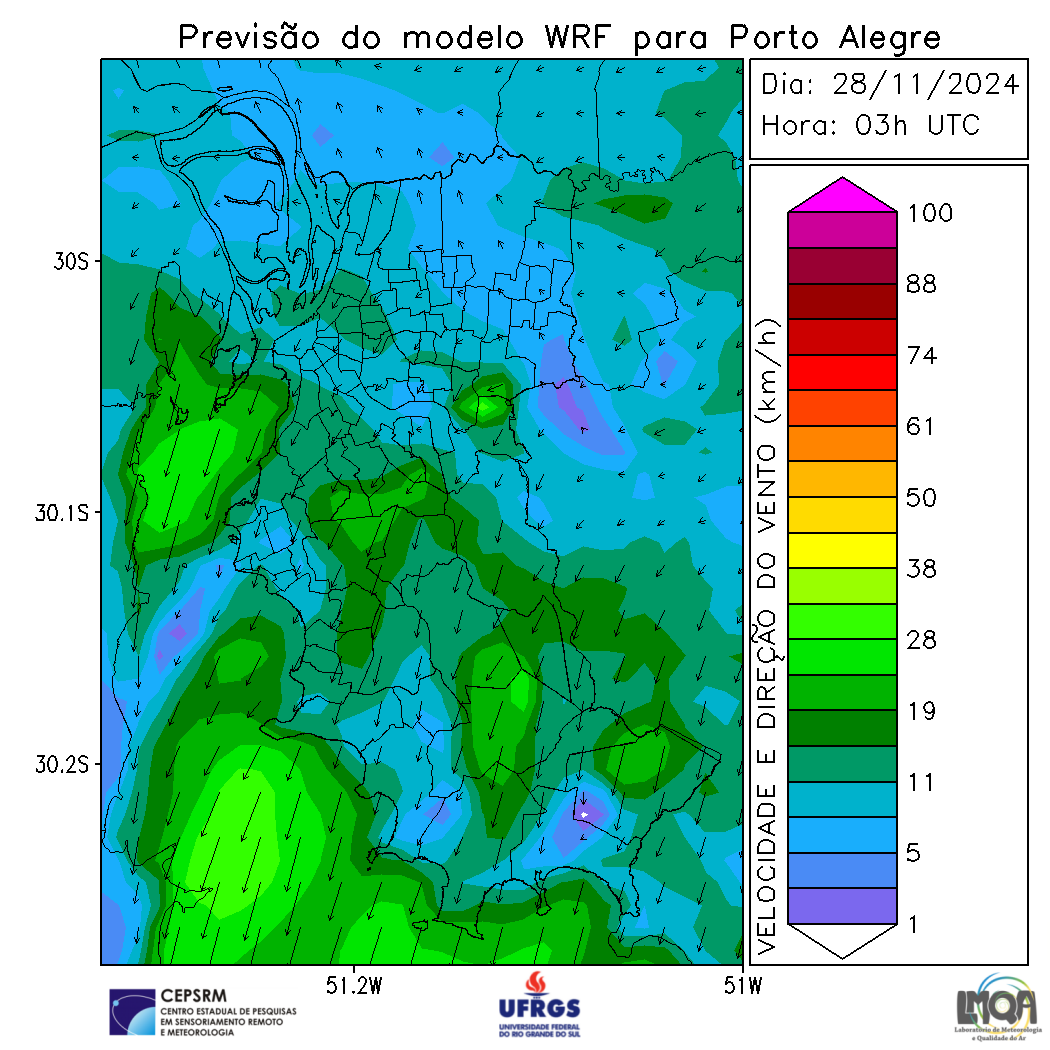 Previsão do modelo WRF para Porto Alegre
Dia: 28/11/2024
Hora: 03h UTC
30S
30.1S
30.2S
51.2W
51W
VELOCIDADE E DIREÇÃO DO VENTO (km/h)
100
88
74
61
50
38
28
19
11
5
1
CEPSRM
CENTRO ESTADUAL DE PESQUISAS
EM SENSORIAMENTO REMOTO
E METEOROLOGIA
UFRGS
UNIVERSIDADE FEDERAL
DO RIO GRANDE DO SUL
LMQA
Laboratório de Meteorologia
e Qualidade do Ar